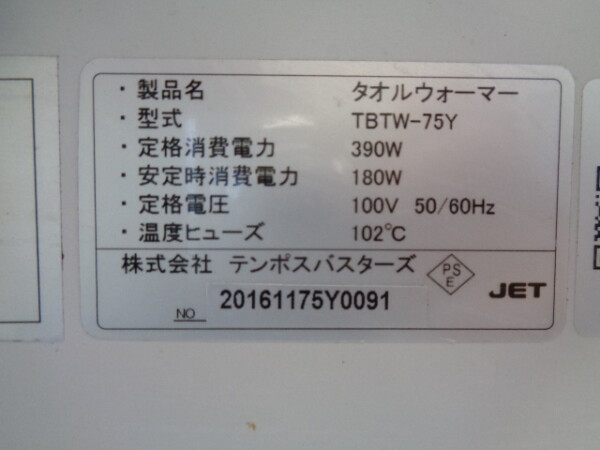 ・製品名 タオルウォーマー
・型式 TBTW-75Y
・定格消費電力 390W
・安定時消費電力 180W
・定格電圧 100V 50/60Hz
・温度ヒューズ 102℃
株式会社 テンポスバスターズ PSE JET
NO 20161175Y0091